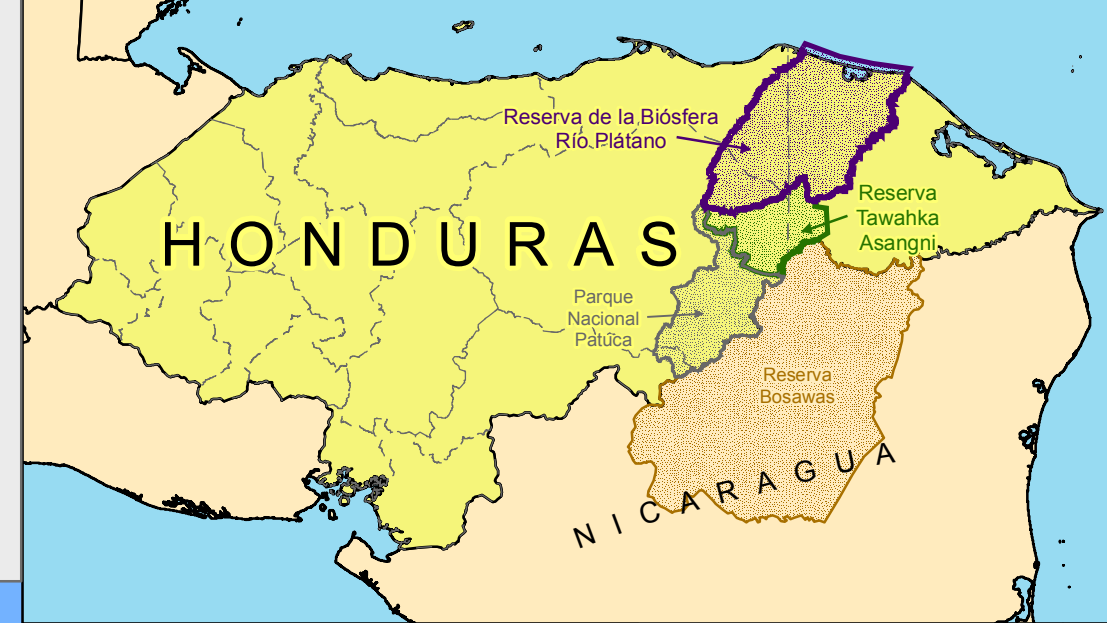 Reserva de la Biósfera
Río Plátano
Reserva
Tawahka
Asangni
HONDURAS
Parque
Nacional
Patuca
Reserva
Bosawas
NICARAGUA